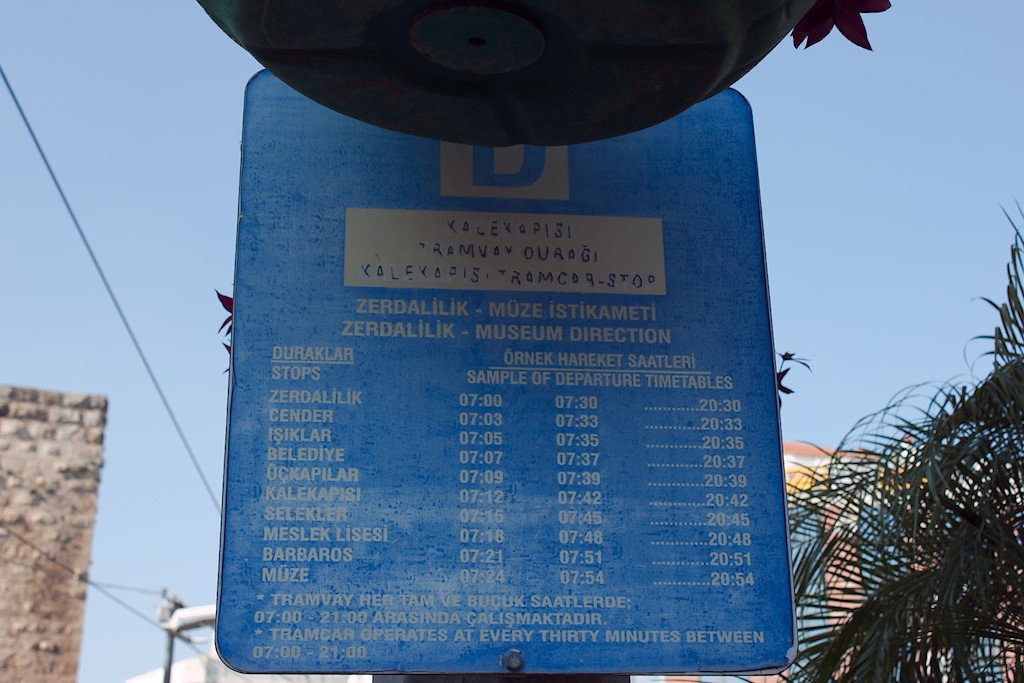 D
KALEKAPISI
TRAMVAY DURAĞI
KALEKAPISI TRAMCAR-STOP
ZERDALİLİK - MÜZE İSTİKAMETİ
ZERDALİLİK - MUSEUM DIRECTION
DURAKLAR ÖRNEK HAREKET SAATLERİ
STOPS SAMPLE OF DEPARTURE TIMETABLES
ZERDALİLİK 07:00 07:30 ............20:30
CENDER 07:03 07:33 ............20:33
IŞIKLAR 07:05 07:35 ............20:35
BELEDİYE 07:07 07:37 ............20:37
ÜÇKAPILAR 07:09 07:39 ............20:39
KALEKAPISI 07:12 07:42 ............20:42
SELEKLER 07:15 07:45 ............20:45
MESLEK LİSESİ 07:18 07:48 ............20:48
BARBAROS 07:21 07:51 ............20:51
MÜZE 07:24 07:54 ............20:54
* TRAMVAY HER TAM VE BUÇUK SAATLERDE;
07:00 - 21:00 ARASINDA ÇALIŞMAKTADIR.
* TRAMCAR OPERATES AT EVERY THIRTY MINUTES BETWEEN
07:00 - 21:00